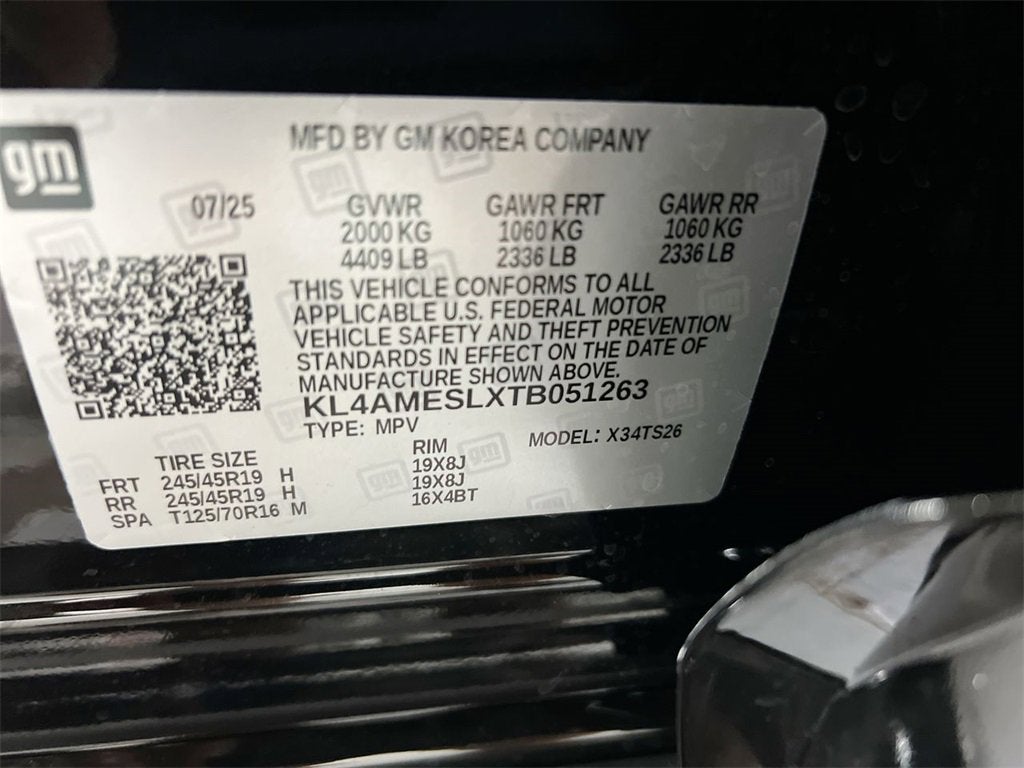 gm
MFD BY GM KOREA COMPANY
07/25 GVWR GAWR FRT GAWR RR
2000 KG 1060 KG 1060 KG
4409 LB 2336 LB 2336 LB
THIS VEHICLE CONFORMS TO ALL
APPLICABLE U.S. FEDERAL MOTOR
VEHICLE SAFETY AND THEFT PREVENTION
STANDARDS IN EFFECT ON THE DATE OF
MANUFACTURE SHOWN ABOVE.
KL4AMESLXTB051263
TYPE: MPV MODEL: X34TS26
TIRE SIZE RIM
FRT 245/45R19 H 19X8J
RR 245/45R19 H 19X8J
SPA T125/70R16 M 16X4BT